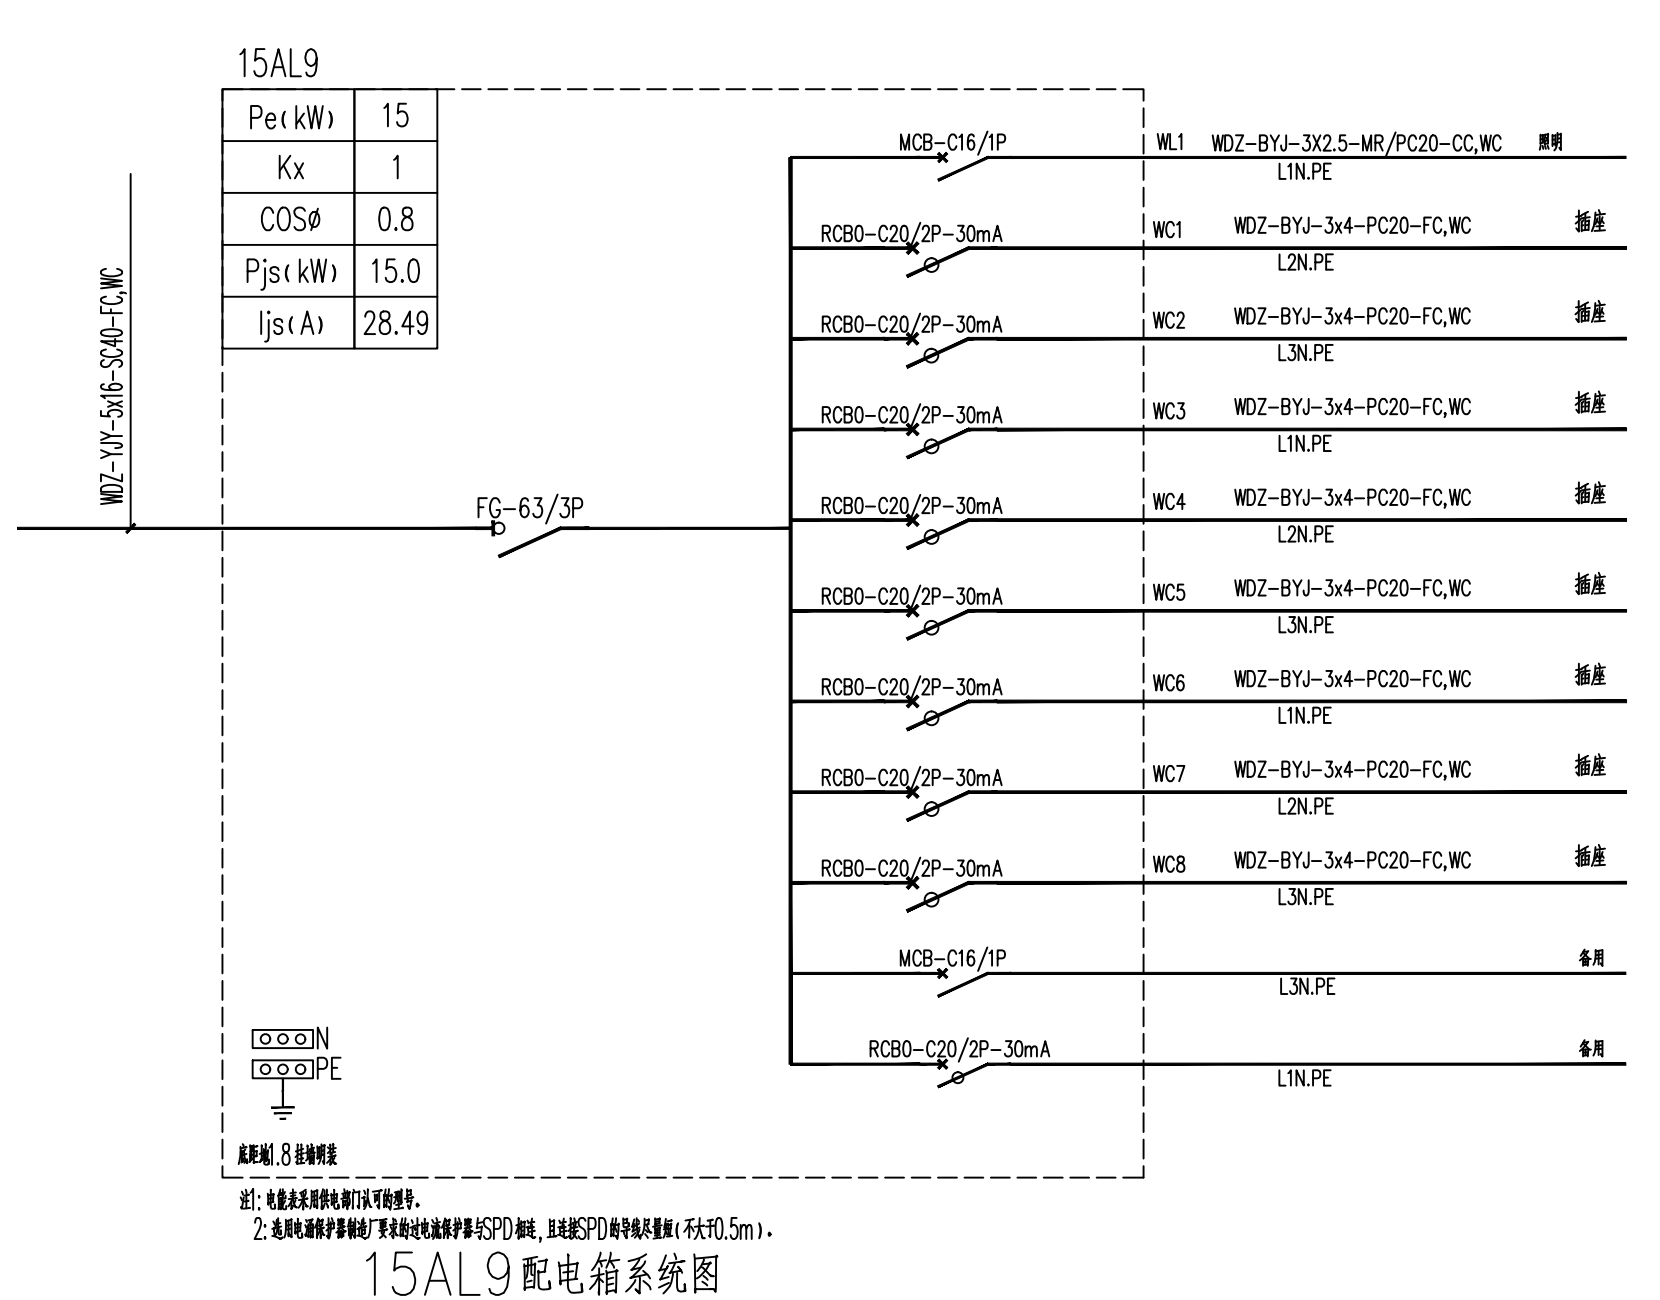 15AL9
Pe(kW) 15
Kx 1
COSø 0.8
Pjs(kW) 15.0
Ijs(A) 28.49
WDZ-YJY-5x16-SC40-FC,WC
FG-63/3P
MCB-C16/1P WL1 WDZ-BYJ-3X2.5-MR/PC20-CC,WC 照明
L1N.PE
RCBO-C20/2P-30mA WC1 WDZ-BYJ-3x4-PC20-FC,WC 插座
L2N.PE
RCBO-C20/2P-30mA WC2 WDZ-BYJ-3x4-PC20-FC,WC 插座
L3N.PE
RCBO-C20/2P-30mA WC3 WDZ-BYJ-3x4-PC20-FC,WC 插座
L1N.PE
RCBO-C20/2P-30mA WC4 WDZ-BYJ-3x4-PC20-FC,WC 插座
L2N.PE
RCBO-C20/2P-30mA WC5 WDZ-BYJ-3x4-PC20-FC,WC 插座
L3N.PE
RCBO-C20/2P-30mA WC6 WDZ-BYJ-3x4-PC20-FC,WC 插座
L1N.PE
RCBO-C20/2P-30mA WC7 WDZ-BYJ-3x4-PC20-FC,WC 插座
L2N.PE
RCBO-C20/2P-30mA WC8 WDZ-BYJ-3x4-PC20-FC,WC 插座
L3N.PE
MCB-C16/1P 备用
L3N.PE
RCBO-C20/2P-30mA 备用
L1N.PE
N
PE
底距地1.8挂墙明装
注1: 电能表采用供电部门认可的型号。
2: 选用电涌保护器制造厂要求的过电流保护器与SPD相连, 且连接SPD的导线尽量短(不大于0.5m)。
15AL9配电箱系统图